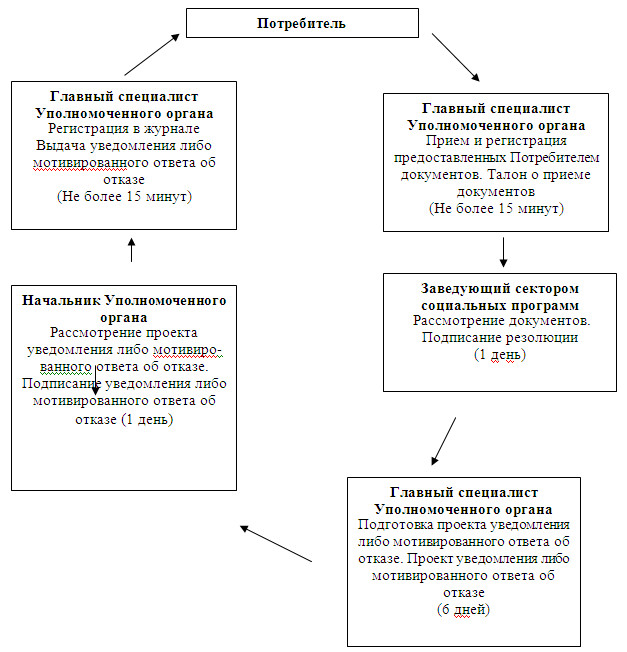 Потребитель
Главный специалист
Уполномоченного органа
Прием и регистрация
предоставленных Потребителем
документов. Талон о приеме
документов
(Не более 15 минут)
Заведующий сектором
социальных программ
Рассмотрение документов.
Подписание резолюции
(1 день)
Главный специалист
Уполномоченного органа
Подготовка проекта уведомления
либо мотивированного ответа об
отказе. Проект уведомления либо
мотивированного ответа об
отказе
(6 дней)
Начальник Уполномоченного
органа
Рассмотрение проекта
уведомления либо мотивиро-
ванного ответа об отказе.
Подписание уведомления либо
мотивированного ответа об
отказе (1 день)
Главный специалист
Уполномоченного органа
Регистрация в журнале
Выдача уведомления либо
мотивированного ответа об
отказе
(Не более 15 минут)